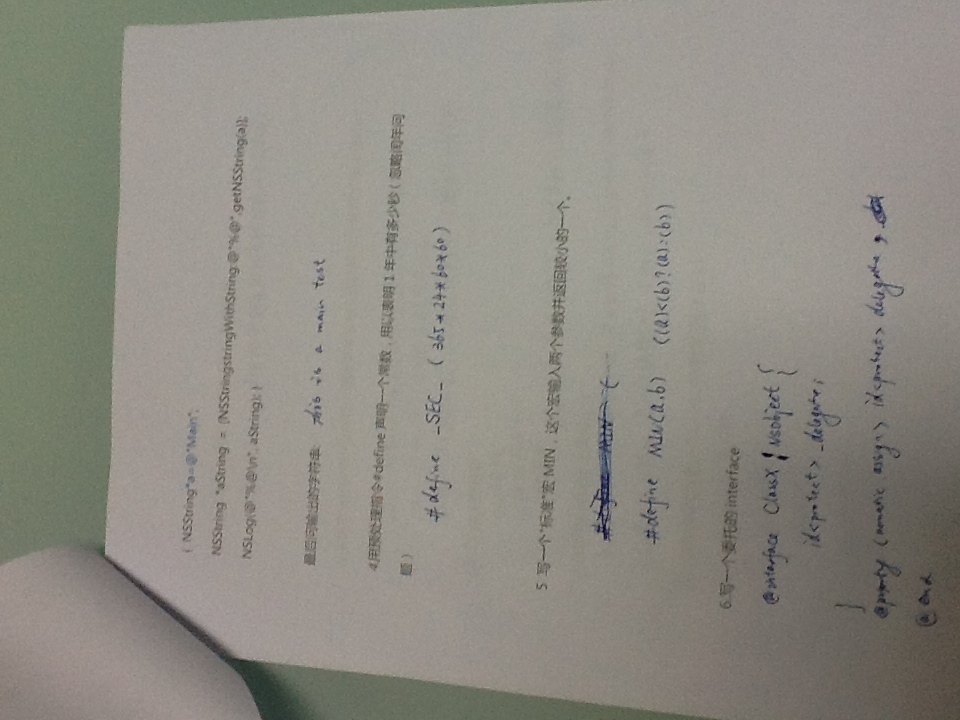 { NSString*a=@"Main";
NSString *aString = [NSStringstringWithString:@"%@",getNSString(a)];
NSLog(@"%@\n", aString); }
最后问输出的字符串: this is a main test
4.用预处理指令#define 声明一个常数，用以表明 1 年中有多少秒（忽略闰年问
题）
#define _SEC_ (365*24*60*60)
5 写一个"标准"宏 MIN，这个宏输入两个参数并返回较小的一个。
#define MIN (
#define MIN(a,b) ((a)<(b)?(a):(b))
6.写一个委托的 interface
@interface ClassX : NSobject {
id<protect> _delegate;
}
@property (nomatic assign) id<protect> delegate ;
@end